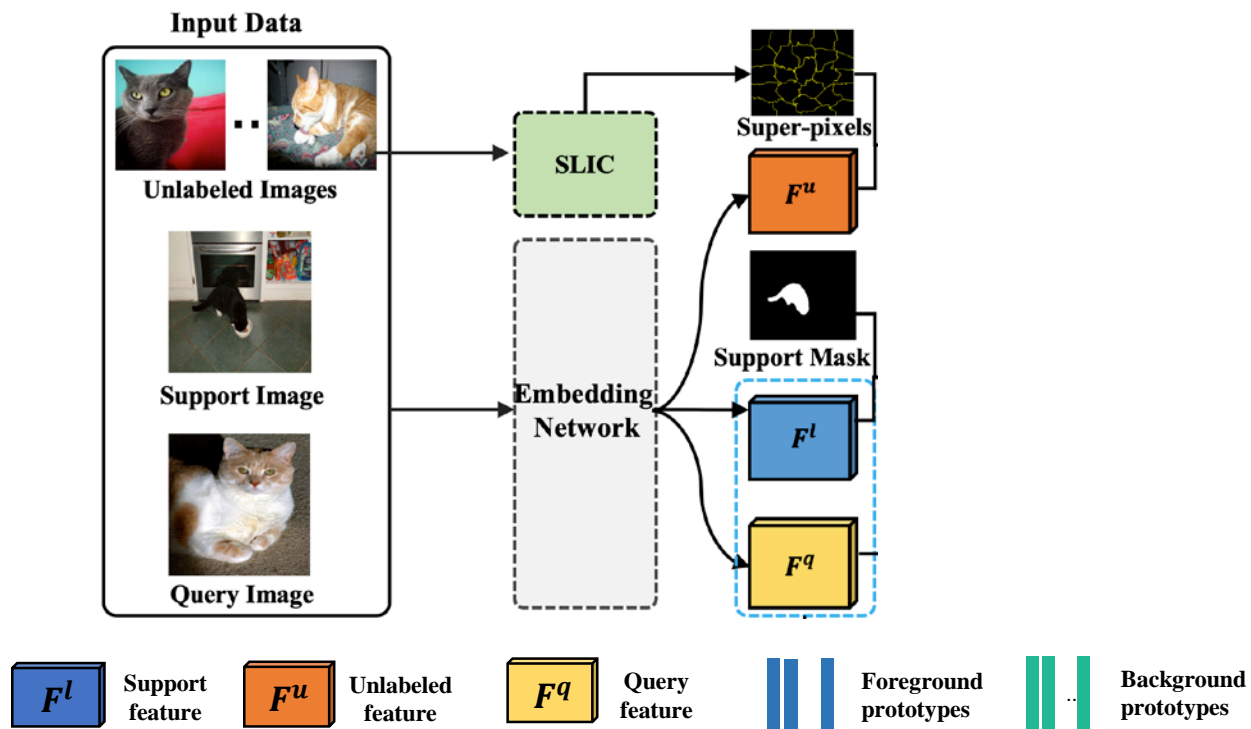 Input Data
..
Unlabeled Images
Support Image
Query Image
SLIC
Embedding
Network
Super-pixels
F^u
Support Mask
F^l
F^q
F^l
Support
feature
F^u
Unlabeled
feature
F^q
Query
feature
Foreground
prototypes
..
Background
prototypes